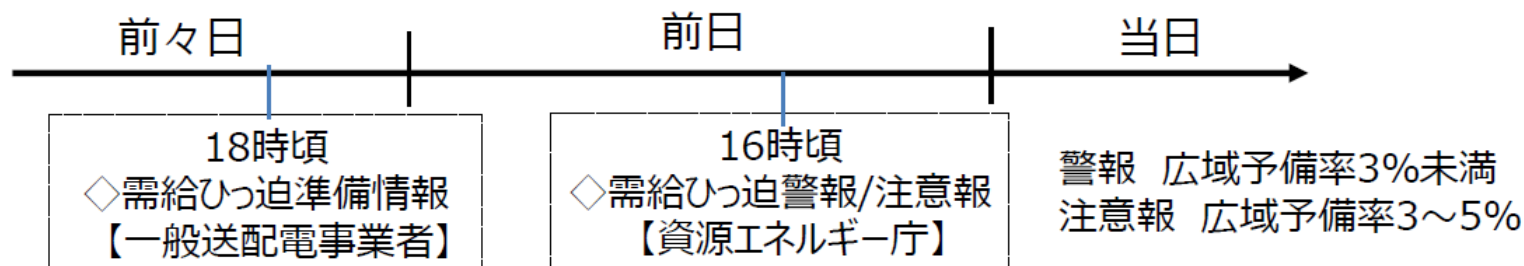 前々日
前日
当日
18時頃
◇需給ひっ迫準備情報
【一般送配電事業者】
16時頃
◇需給ひっ迫警報/注意報
【資源エネルギー庁】
警報 広域予備率3%未満
注意報 広域予備率3～5%